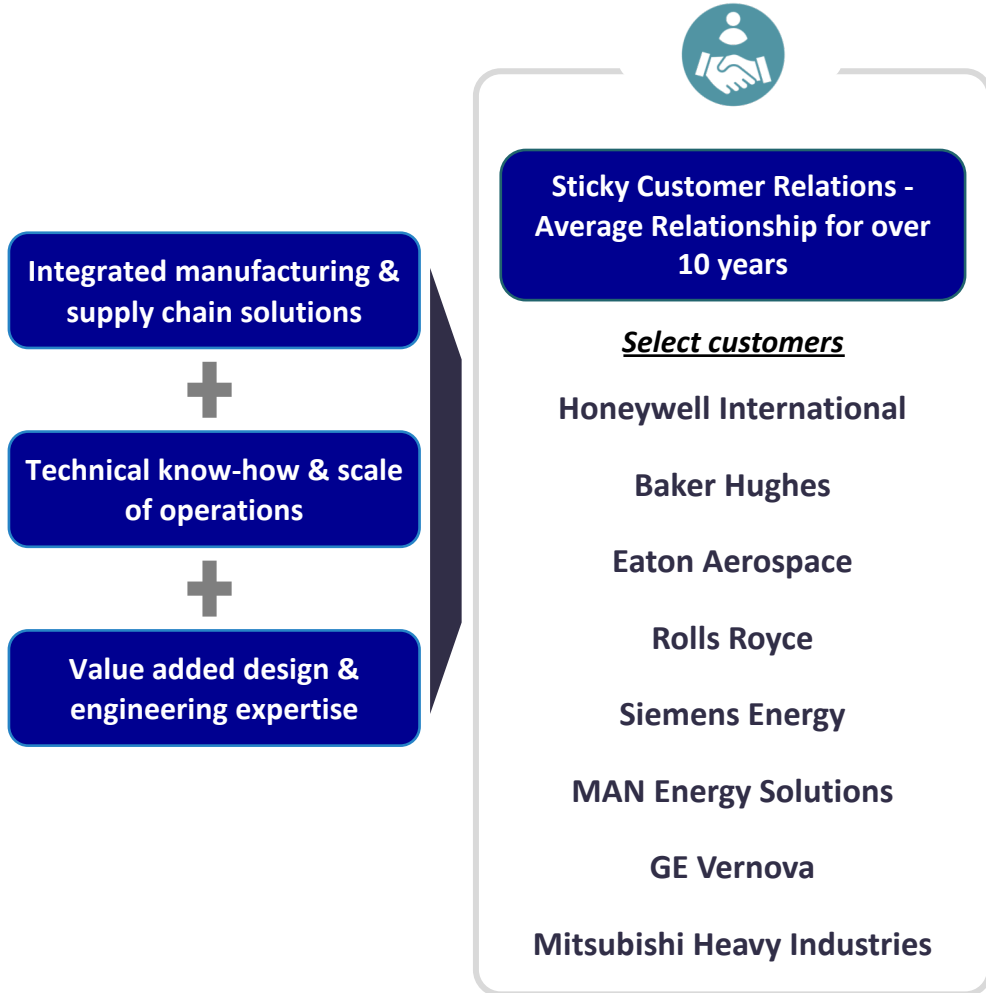 Integrated manufacturing &
supply chain solutions
Technical know-how & scale
of operations
Value added design &
engineering expertise
Sticky Customer Relations -
Average Relationship for over
10 years
Select customers
Honeywell International
Baker Hughes
Eaton Aerospace
Rolls Royce
Siemens Energy
MAN Energy Solutions
GE Vernova
Mitsubishi Heavy Industries